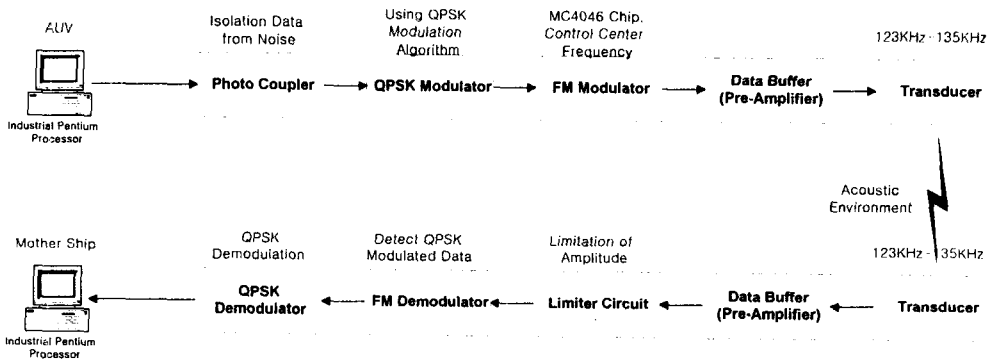 AUV
Isolation Data
from Noise
Using QPSK
Modulation
Algorithm
MC4046 Chip,
Control Center
Frequency
123KHz - 135KHz
Photo Coupler
QPSK Modulator
FM Modulator
Data Buffer
(Pre-Amplifier)
Transducer
Industrial Pentium
Processor
Acoustic
Environment
Mother Ship
QPSK
Demodulation
Detect QPSK
Modulated Data
Limitation of
Amplitude
123KHz - 135KHz
QPSK
Demodulator
FM Demodulator
Limiter Circuit
Data Buffer
(Pre-Amplifier)
Transducer
Industrial Pentium
Processor